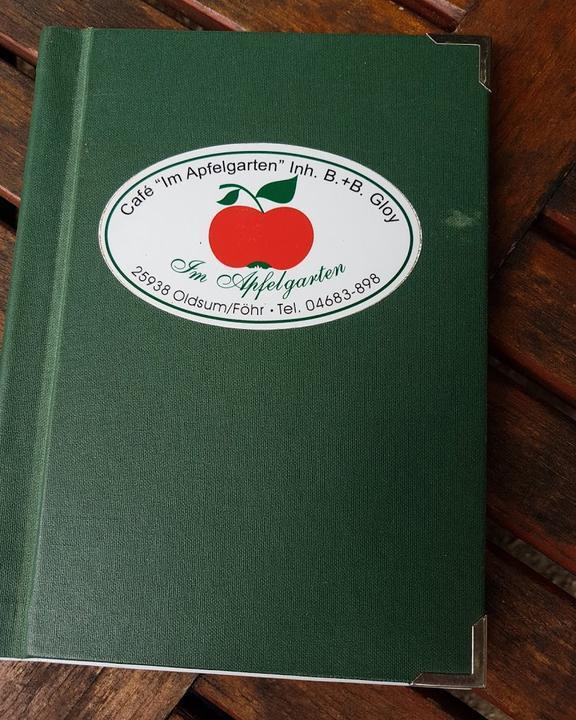 Café "Im Apfelgarten" Inh. B.+B. Gloy
Im Apfelgarten
25938 Oldsum/Föhr · Tel. 04683-898